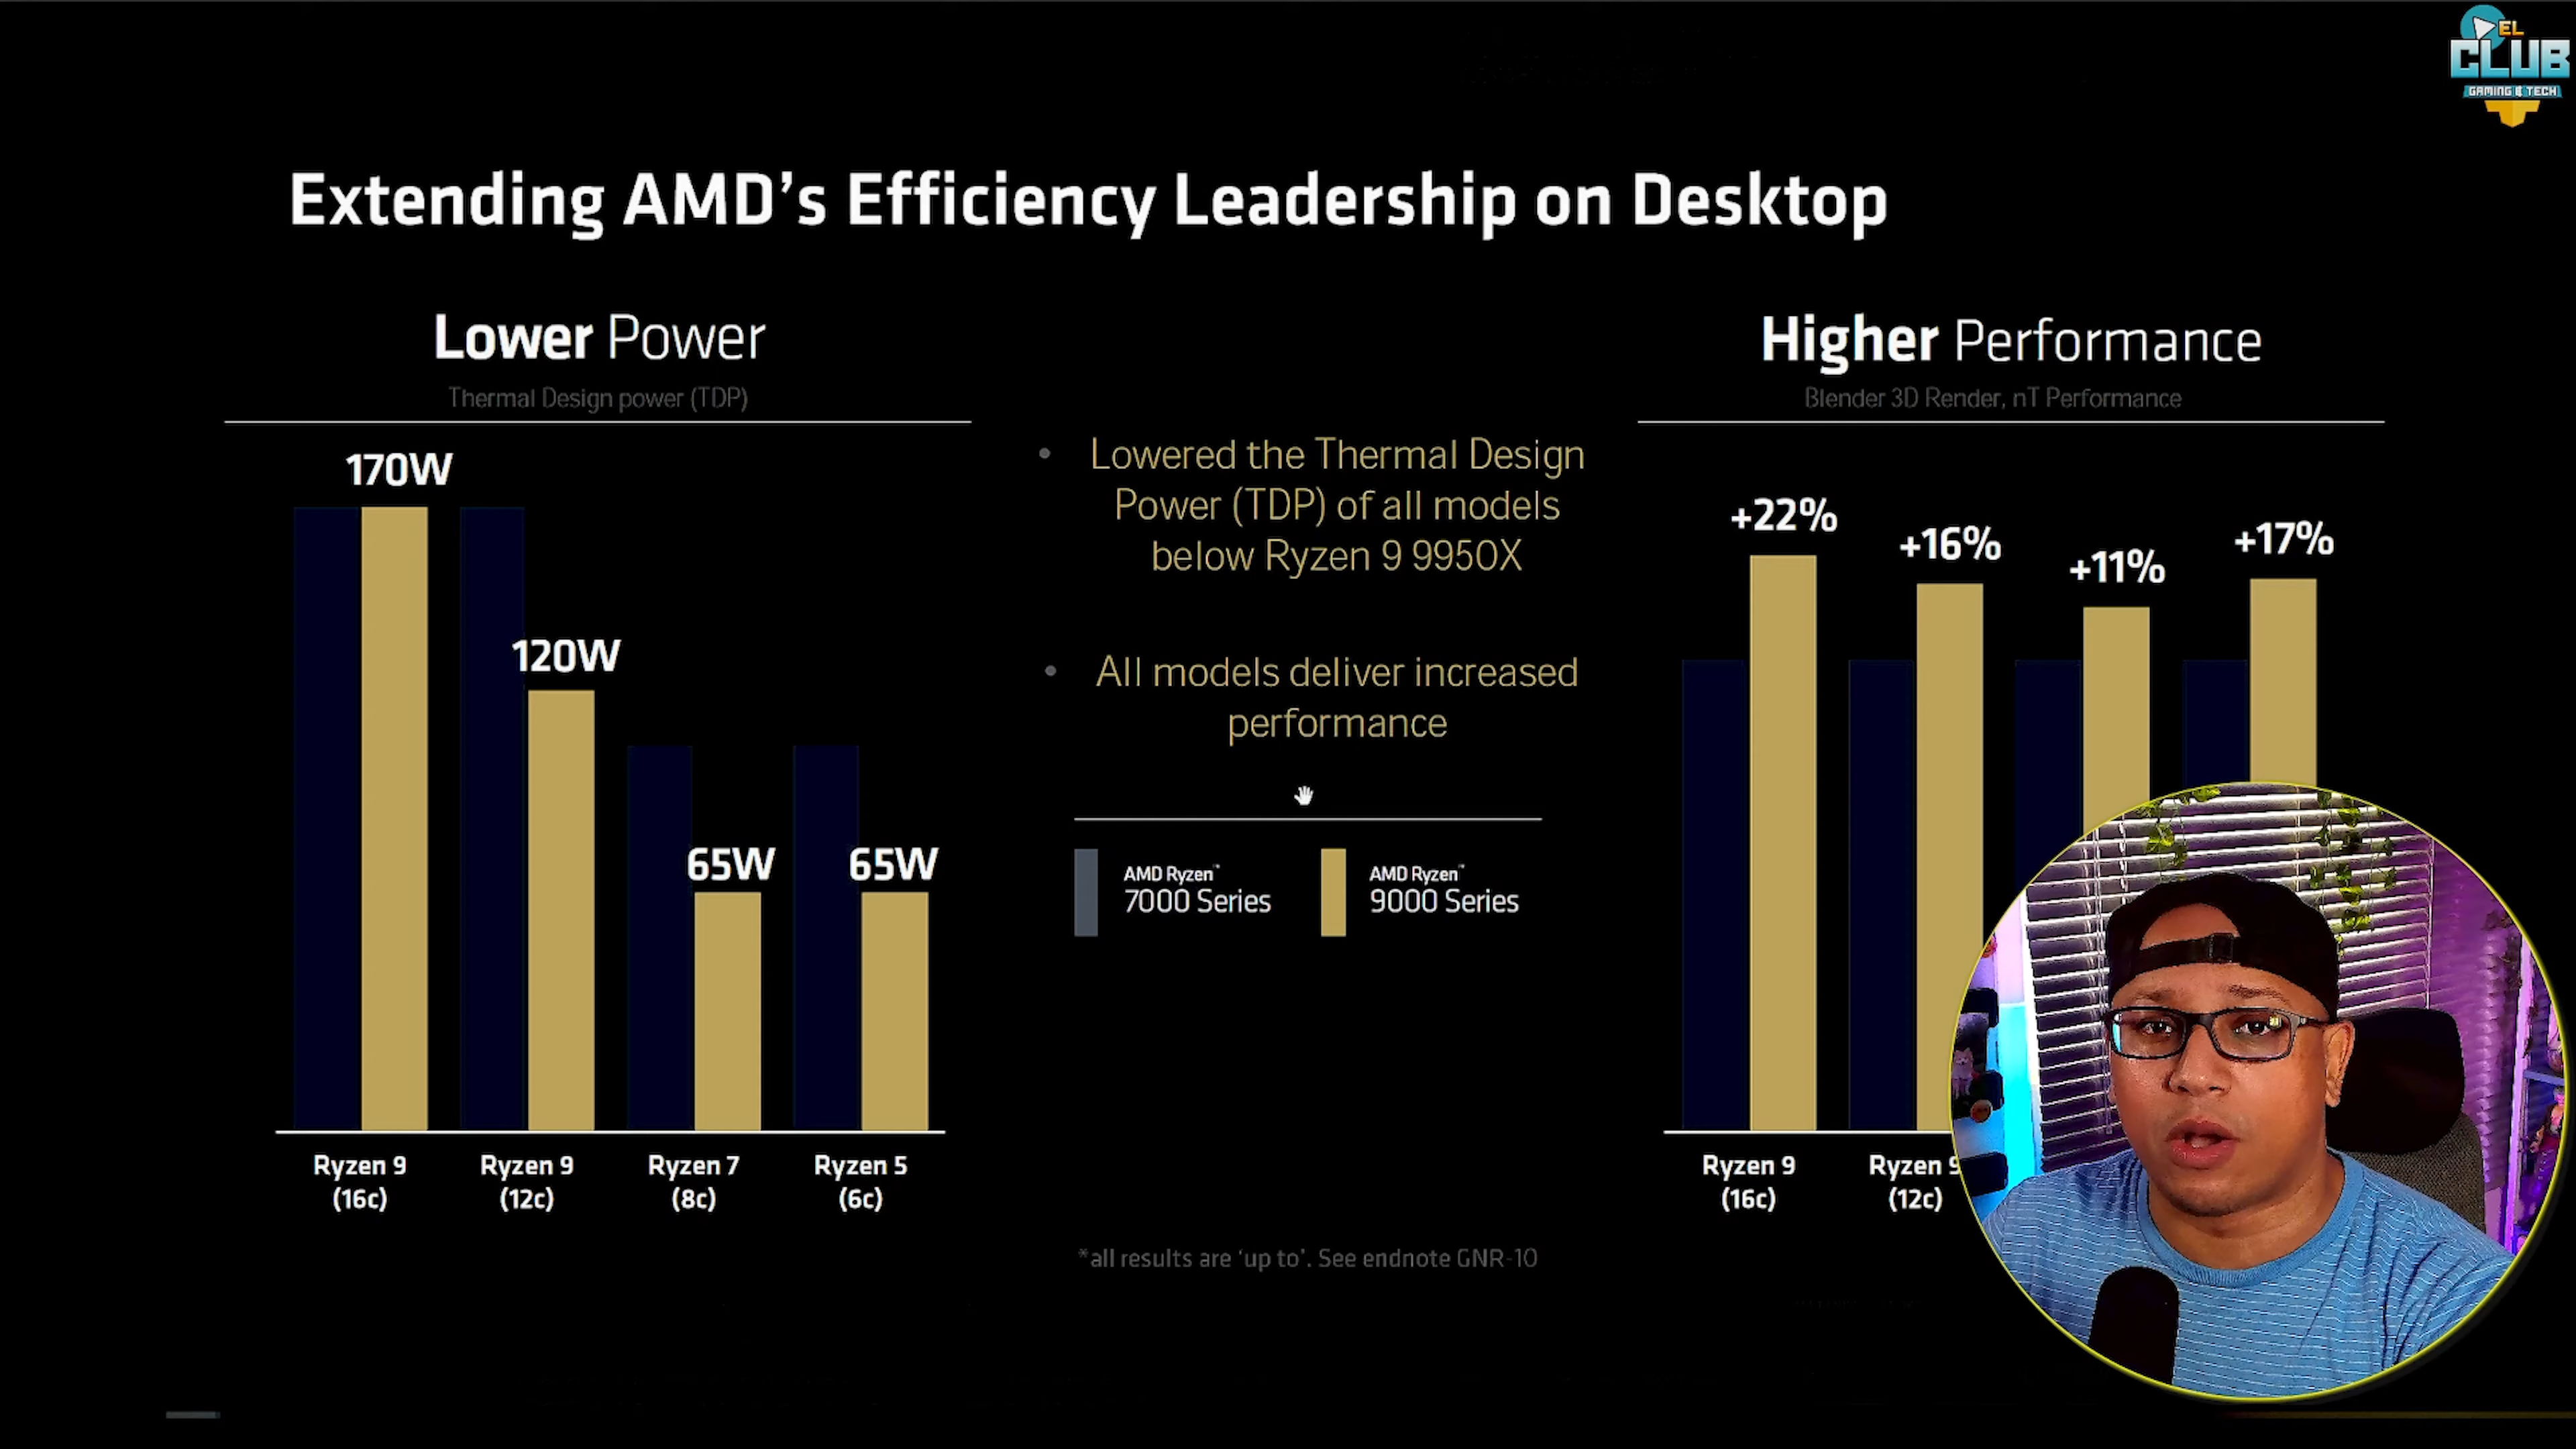 EL
CLUB
GAMING & TECH
Extending AMD's Efficiency Leadership on Desktop
Lower Power
Thermal Design power (TDP)
170W
120W
65W
65W
Ryzen 9
(16c)
Ryzen 9
(12c)
Ryzen 7
(8c)
Ryzen 5
(6c)
• Lowered the Thermal Design
Power (TDP) of all models
below Ryzen 9 9950X
• All models deliver increased
performance
AMD Ryzen™
7000 Series
AMD Ryzen™
9000 Series
*all results are ‘up to’. See endnote GNR-10
Higher Performance
Blender 3D Render, nT Performance
+22%
+16%
+11%
+17%
Ryzen 9
(16c)
Ryzen 9
(12c)